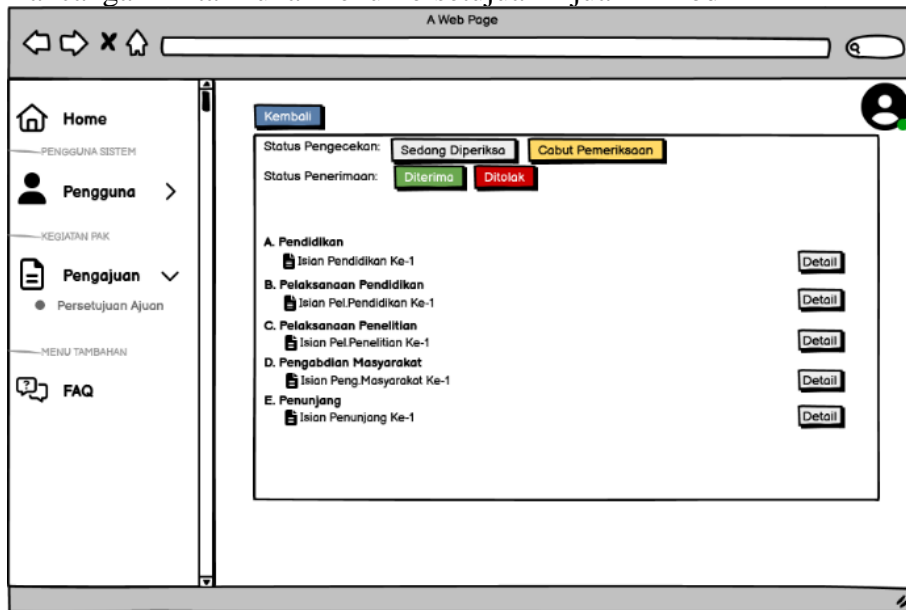 A Web Page
Home
PENGGUNA SISTEM
Pengguna
KEGIATAN PAK
Pengajuan
Persetujuan Ajuan
MENU TAMBAHAN
FAQ
Kembali
Status Pengecekan: Sedang Diperiksa Cabut Pemeriksaan
Status Penerimaan: Diterima Ditolak
A. Pendidikan
Isian Pendidikan Ke-1 Detail
B. Pelaksanaan Pendidikan
Isian Pel.Pendidikan Ke-1 Detail
C. Pelaksanaan Penelitian
Isian Pel.Penelitian Ke-1 Detail
D. Pengabdian Masyarakat
Isian Peng.Masyarakat Ke-1 Detail
E. Penunjang
Isian Penunjang Ke-1 Detail